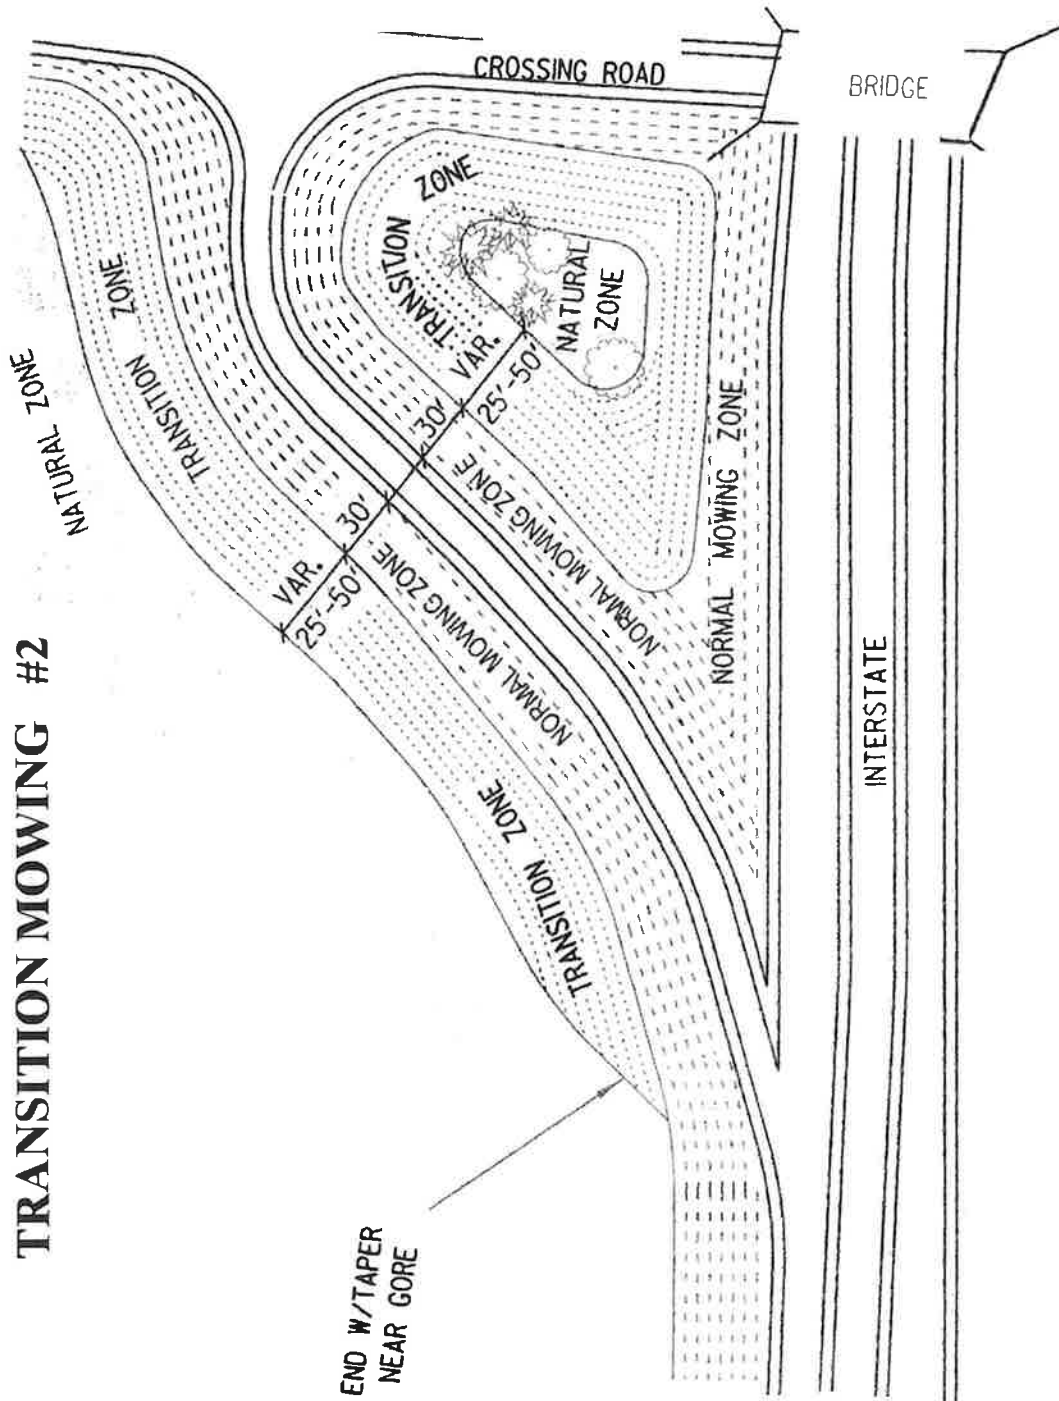 TRANSITION MOWING #2
NATURAL ZONE
TRANSITION ZONE
CROSSING ROAD
BRIDGE
TRANSITION ZONE
NATURAL
ZONE
VAR.
25'-50'
30'
30'
VAR.
25'-50'
NORMAL MOWING ZONE
NORMAL MOWING ZONE
NORMAL MOWING ZONE
TRANSITION ZONE
INTERSTATE
END W/TAPER
NEAR GORE